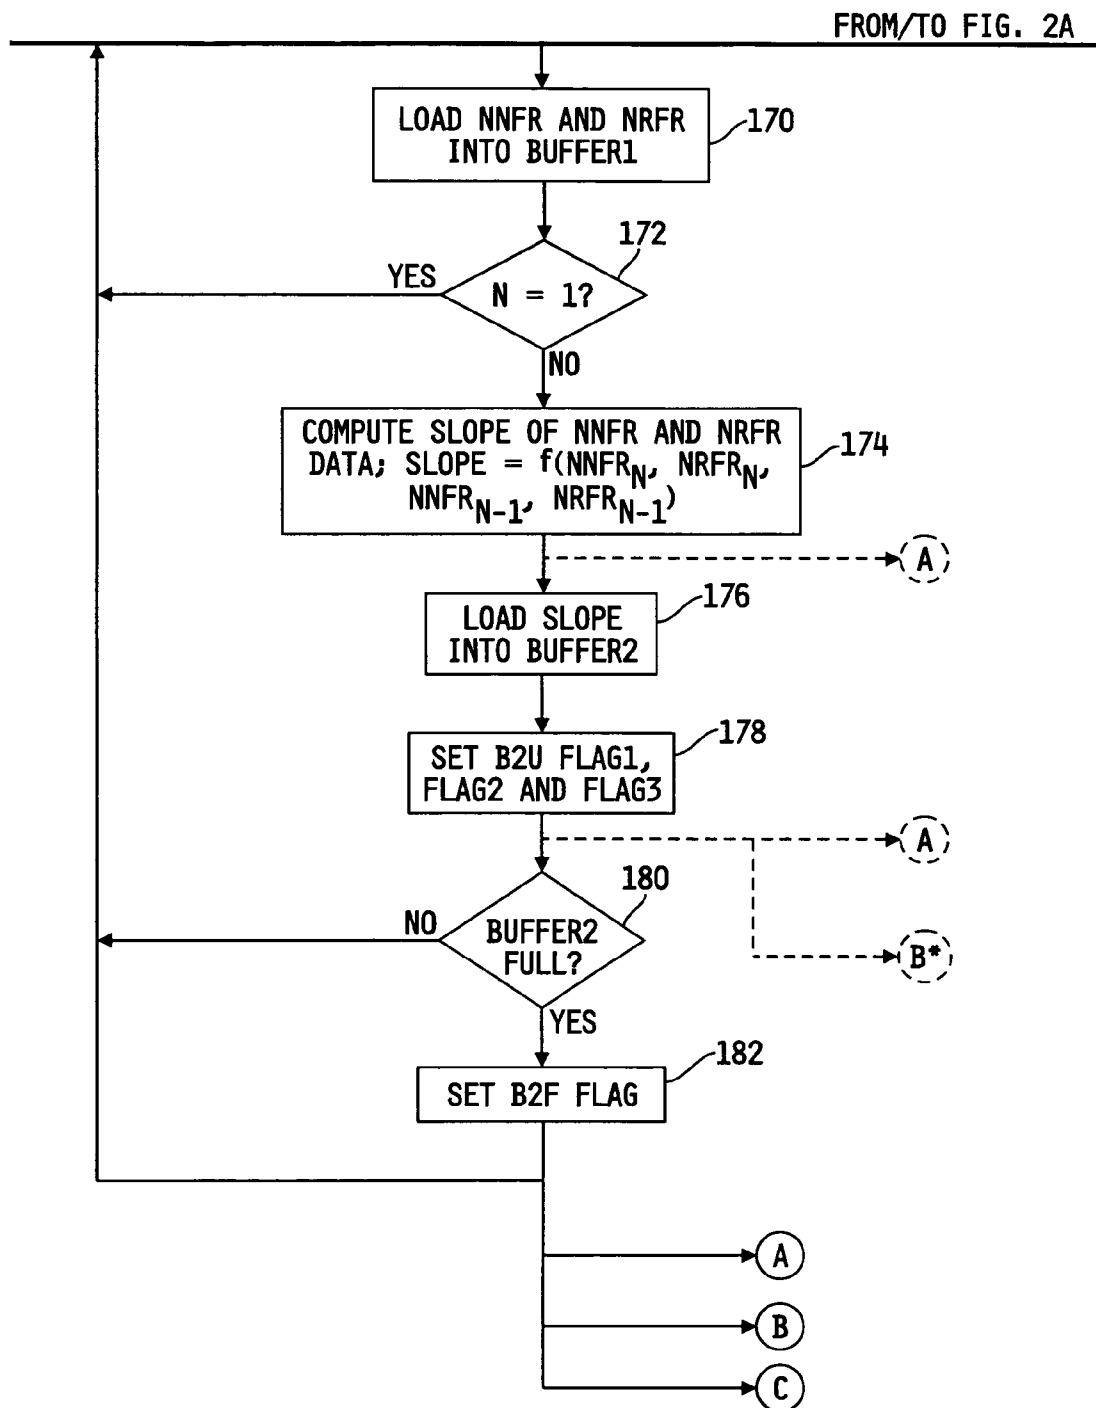 FROM/TO FIG. 2A
LOAD NNFR AND NRFR
INTO BUFFER1
170
172
YES
N = 1?
NO
COMPUTE SLOPE OF NNFR AND NRFR
DATA; SLOPE = f(NNFR_N, NRFR_N,
NNFR_N-1, NRFR_N-1)
174
A
176
LOAD SLOPE
INTO BUFFER2
178
SET B2U FLAG1,
FLAG2 AND FLAG3
A
180
NO
BUFFER2
FULL?
B*
YES
182
SET B2F FLAG
A
B
C